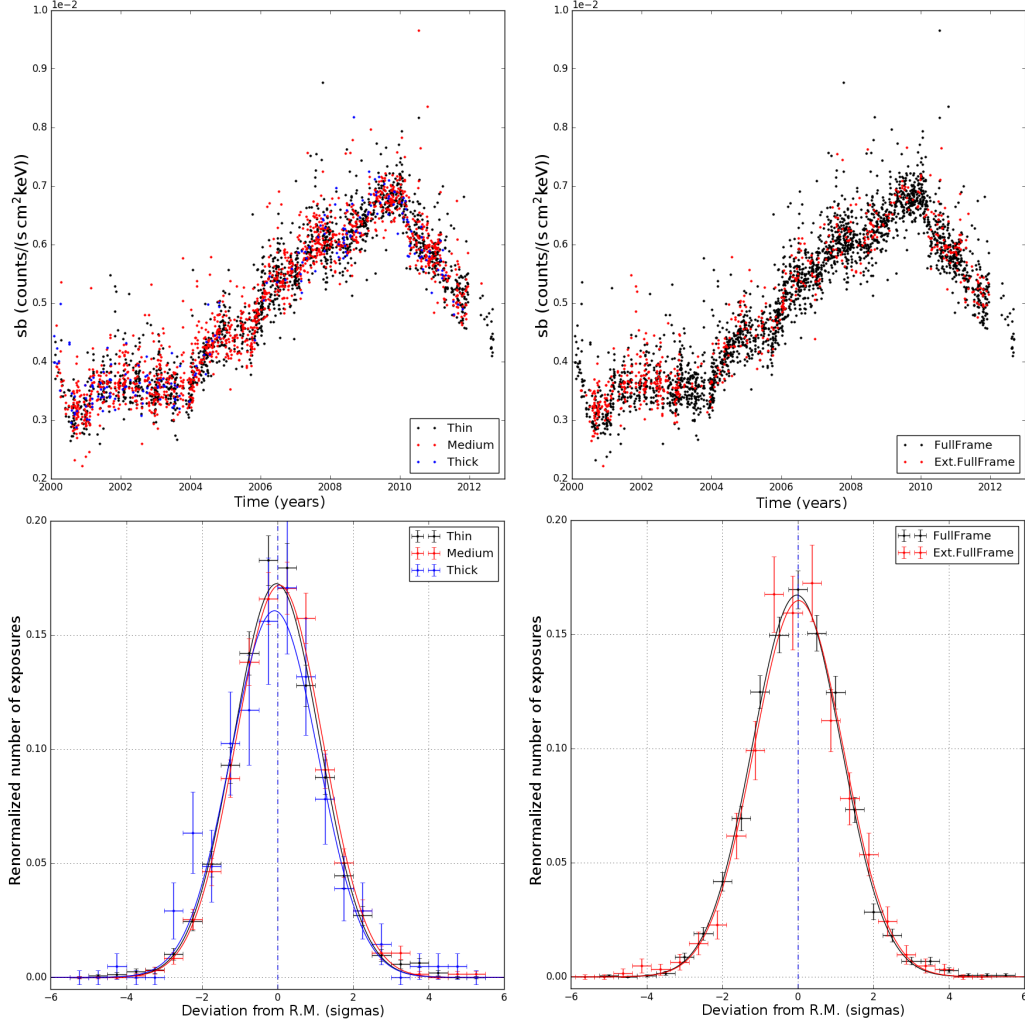 1e-2
1.0
0.9
0.8
0.7
0.6
0.5
0.4
0.3
0.2
sb (counts/(s cm²keV))
Thin
Medium
Thick
2000 2002 2004 2006 2008 2010 2012
Time (years)
1e-2
1.0
0.9
0.8
0.7
0.6
0.5
0.4
0.3
0.2
sb (counts/(s cm²keV))
FullFrame
Ext.FullFrame
2000 2002 2004 2006 2008 2010 2012
Time (years)
0.20
0.15
0.10
0.05
0.00
Renormalized number of exposures
Thin
Medium
Thick
−6 −4 −2 0 2 4 6
Deviation from R.M. (sigmas)
0.20
0.15
0.10
0.05
0.00
Renormalized number of exposures
FullFrame
Ext.FullFrame
−6 −4 −2 0 2 4 6
Deviation from R.M. (sigmas)